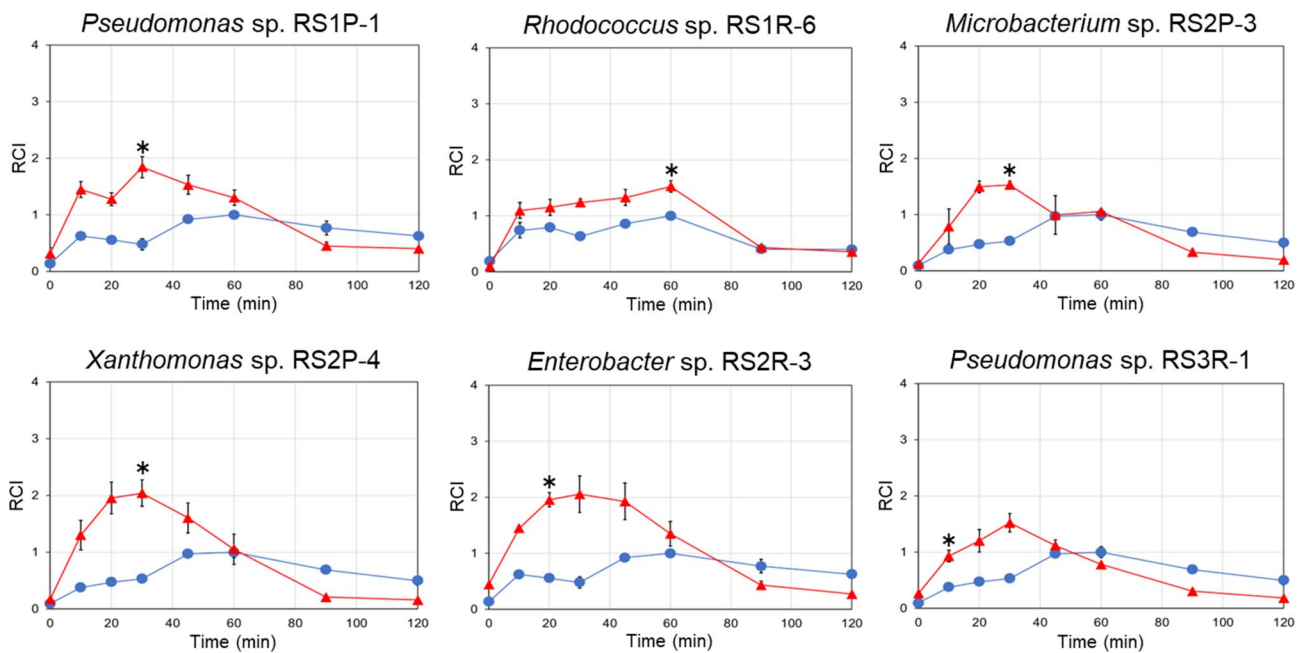 Pseudomonas sp. RS1P-1
Rhodococcus sp. RS1R-6
Microbacterium sp. RS2P-3
4
3
2
1
0
RCI
*
0 20 40 60 80 100 120
Time (min)
4
3
2
1
0
RCI
*
0 20 40 60 80 100 120
Time (min)
4
3
2
1
0
RCI
*
0 20 40 60 80 100 120
Time (min)
Xanthomonas sp. RS2P-4
Enterobacter sp. RS2R-3
Pseudomonas sp. RS3R-1
4
3
2
1
0
RCI
*
0 20 40 60 80 100 120
Time (min)
4
3
2
1
0
RCI
*
0 20 40 60 80 100 120
Time (min)
4
3
2
1
0
RCI
*
0 20 40 60 80 100 120
Time (min)